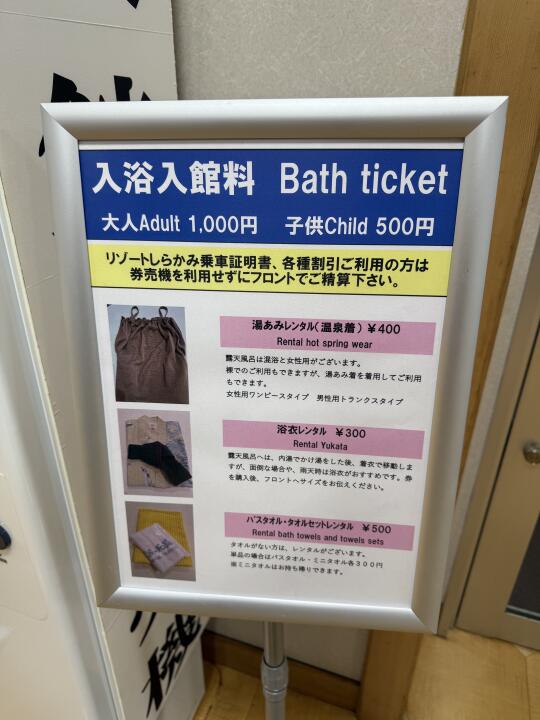 入浴入館料 Bath ticket
大人Adult 1,000円 子供Child 500円
リゾートしらかみ乗車証明書、各種割引ご利用の方は
券売機を利用せずにフロントでご精算下さい。
湯あみレンタル(温泉着) ¥400
Rental hot spring wear
露天風呂は混浴と女性用がございます。
裸でのご利用もできますが、湯あみ着を着用してご利用
もできます。
女性用ワンピースタイプ 男性用トランクスタイプ
浴衣レンタル ¥300
Rental Yukata
露天風呂へは、内湯でかけ湯をした後、着衣で移動しま
すが、面倒な場合や、雨天時は浴衣がおすすめです。券
を購入後、フロントへサイズをお伝えください。
バスタオル・タオルセットレンタル ¥500
Rental bath towels and towels sets
タオルがない方は、レンタルがございます。
単品の場合はバスタオル・ミニタオル各300円
※ミニタオルはお持ち帰りできます。